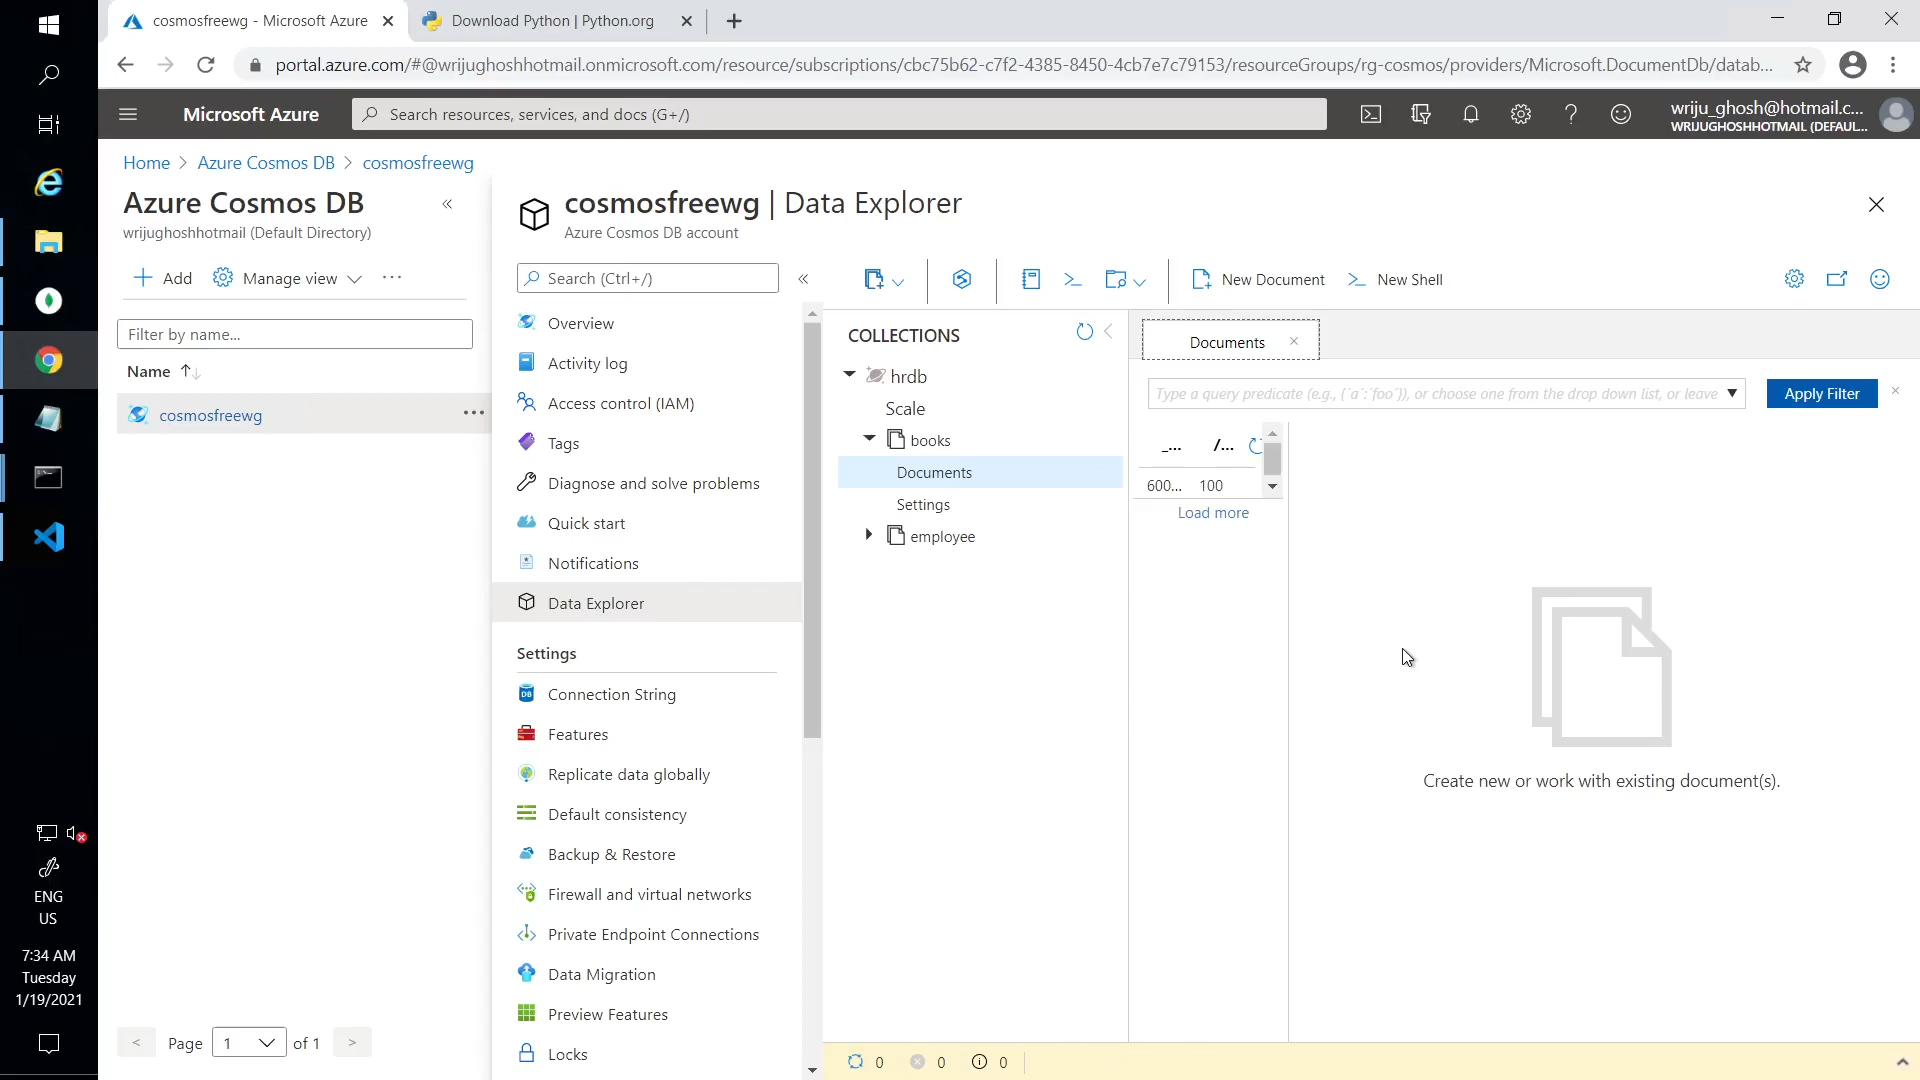 cosmosfreewg - Microsoft Azure
Download Python | Python.org
portal.azure.com/#@wrijughoshhotmail.onmicrosoft.com/resource/subscriptions/cbc75b62-c7f2-4385-8450-4cb7e7c79153/resourceGroups/rg-cosmos/providers/Microsoft.DocumentDb/datab...
Microsoft Azure
Search resources, services, and docs (G+/)
wriju_ghosh@hotmail.c...
WRIJUGHOSHHOTMAIL (DEFAUL...
Home > Azure Cosmos DB > cosmosfreewg
Azure Cosmos DB
wrijughoshhotmail (Default Directory)
Add
Manage view
Filter by name...
Name
cosmosfreewg
Page 1 of 1
cosmosfreewg | Data Explorer
Azure Cosmos DB account
Search (Ctrl+/)
Overview
Activity log
Access control (IAM)
Tags
Diagnose and solve problems
Quick start
Notifications
Data Explorer
Settings
Connection String
Features
Replicate data globally
Default consistency
Backup & Restore
Firewall and virtual networks
Private Endpoint Connections
Data Migration
Preview Features
Locks
New Document
New Shell
COLLECTIONS
hrdb
Scale
books
Documents
Settings
employee
Documents
Type a query predicate (e.g., {´a´:´foo´}), or choose one from the drop down list, or leave
Apply Filter
_... /...
600... 100
Load more
Create new or work with existing document(s).
0 0 0
ENG
US
7:34 AM
Tuesday
1/19/2021